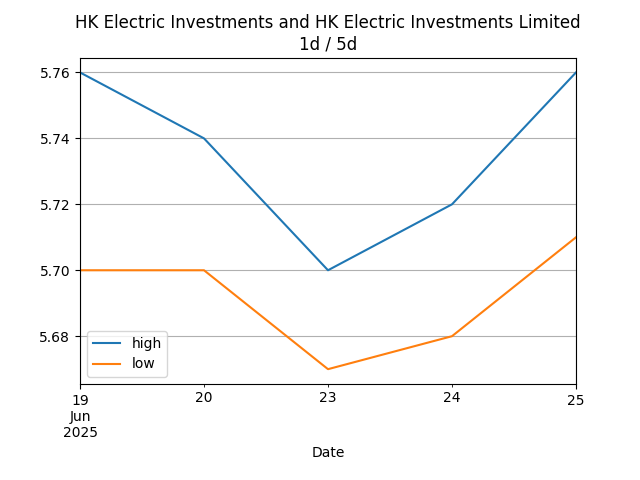 HK Electric Investments and HK Electric Investments Limited
1d / 5d
5.76
5.74
5.72
5.70
5.68
high
low
19
Jun
2025
20
23
24
25
Date